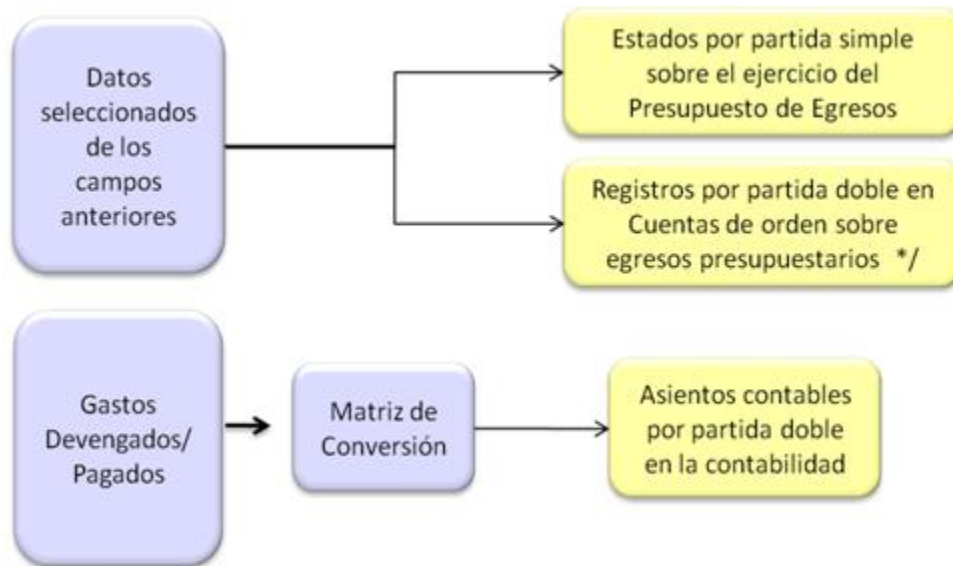 Datos
seleccionados
de los
campos
anteriores
Estados por partida simple
sobre el ejercicio del
Presupuesto de Egresos
Registros por partida doble en
Cuentas de orden sobre
egresos presupuestarios */
Gastos
Devengados/
Pagados
Matriz de
Conversión
Asientos contables
por partida doble
en la contabilidad